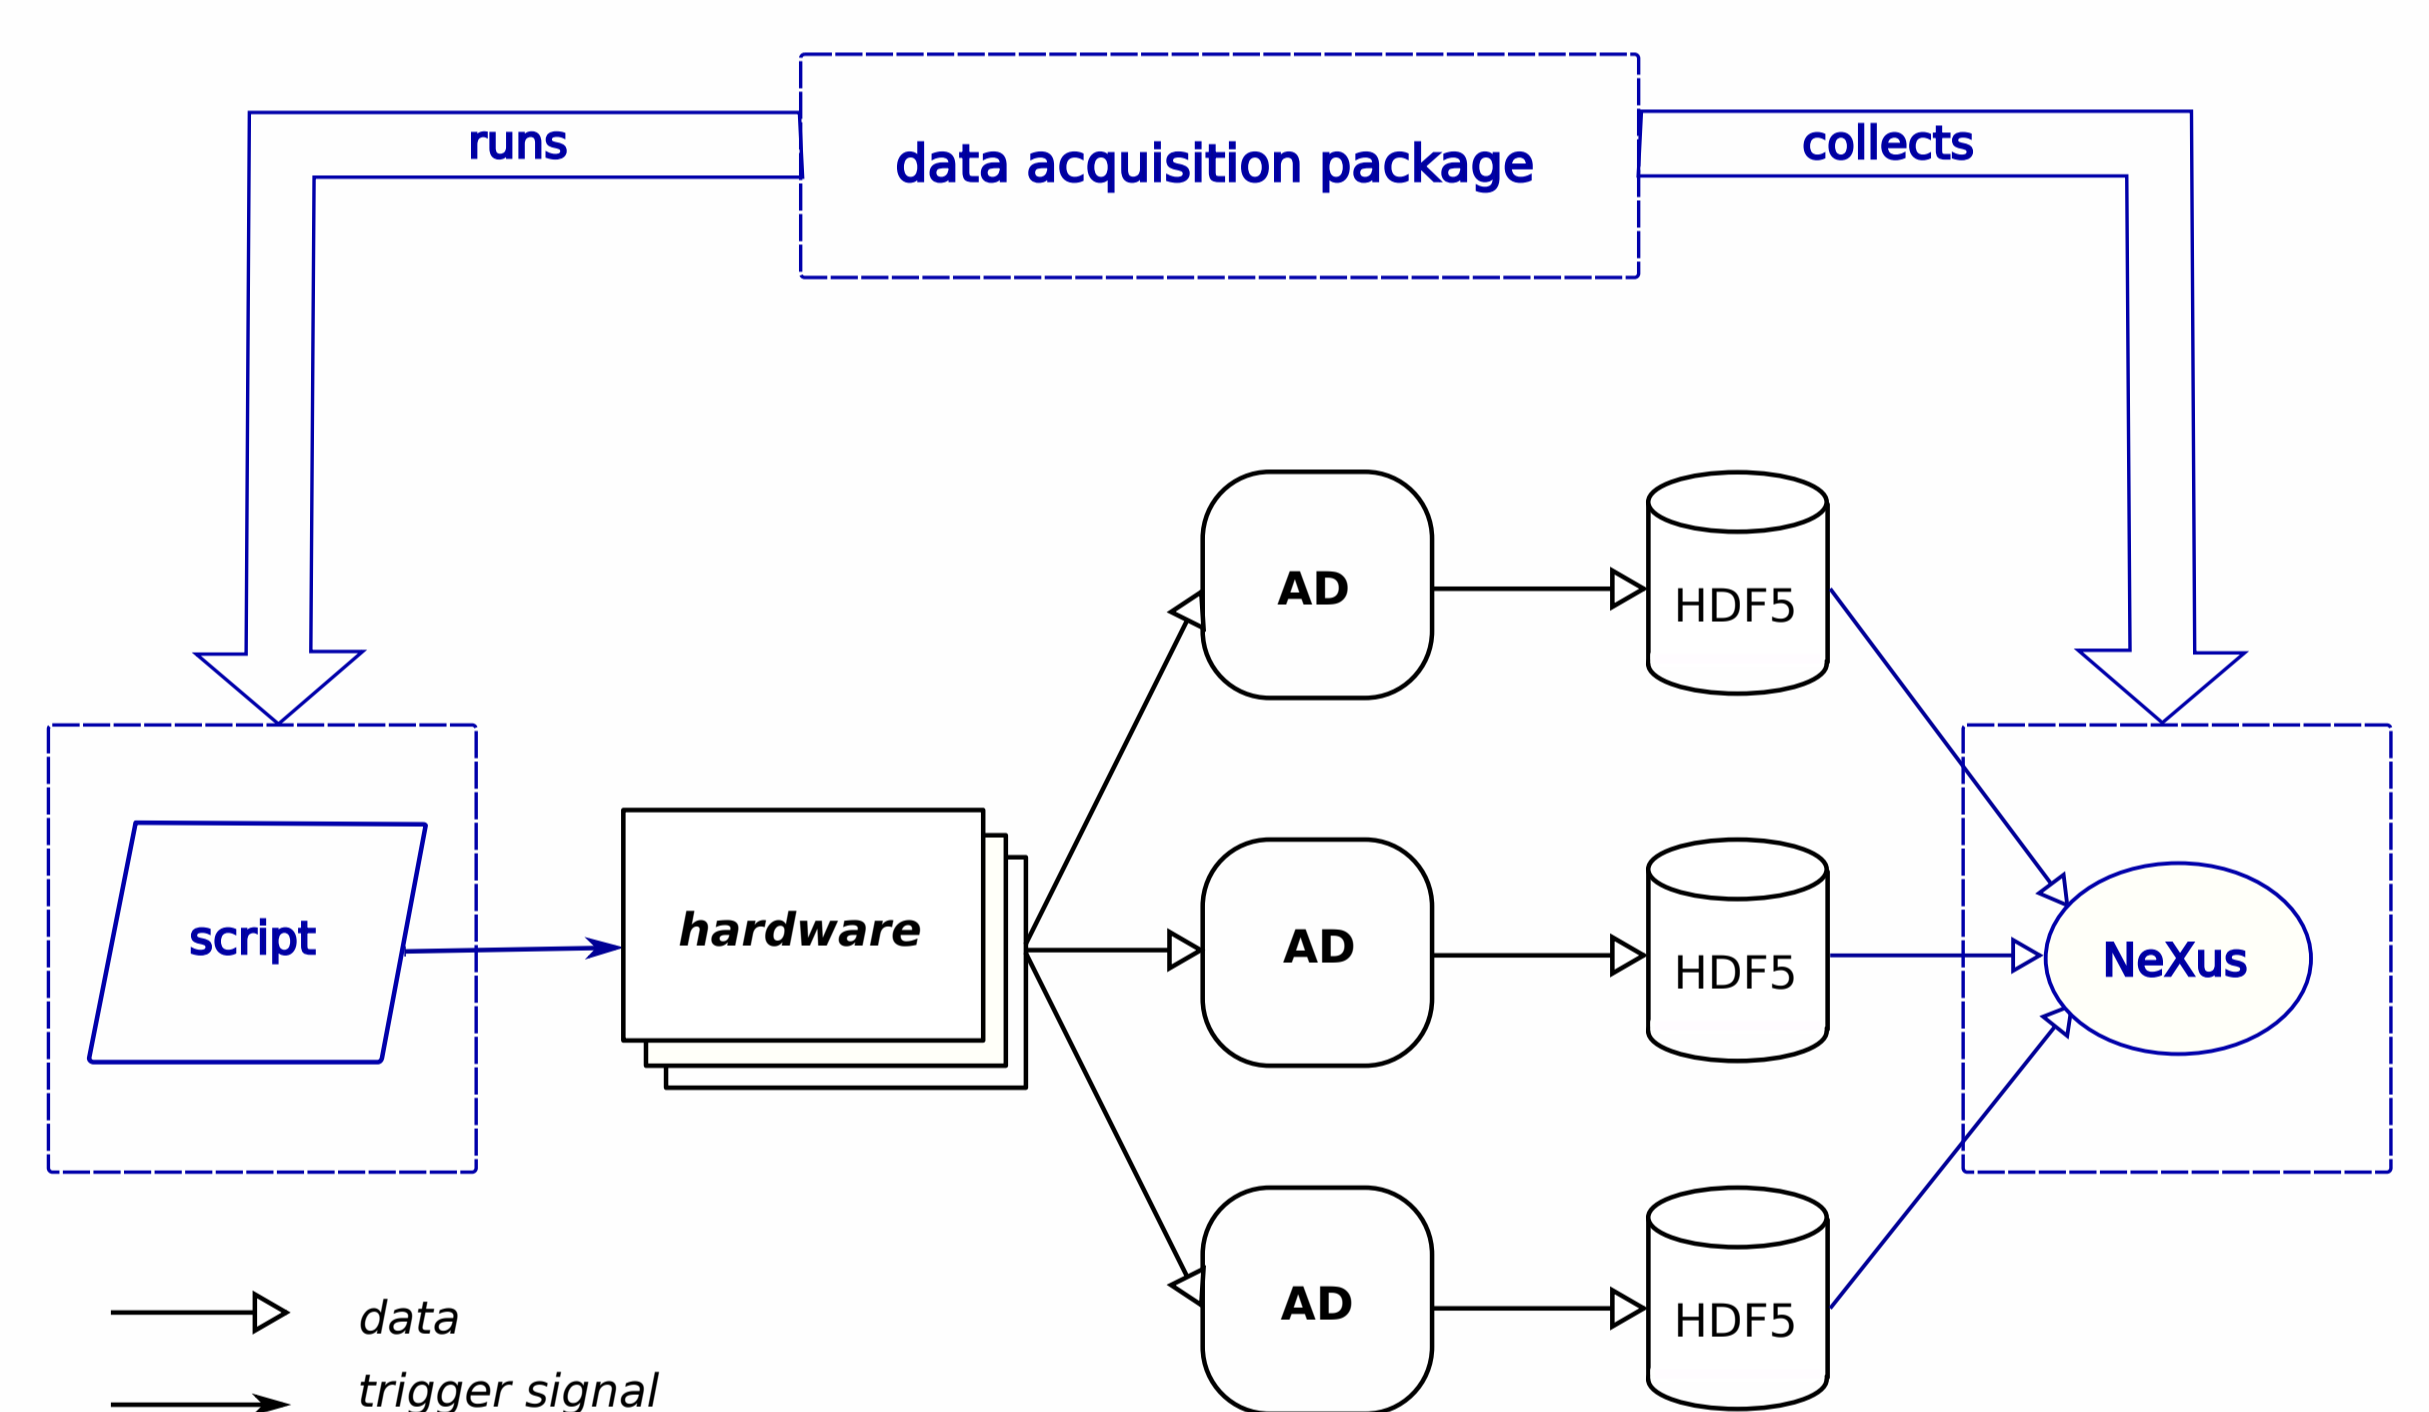 data acquisition package
runs
collects
AD
HDF5
script
hardware
AD
HDF5
NeXus
AD
HDF5
data
trigger signal